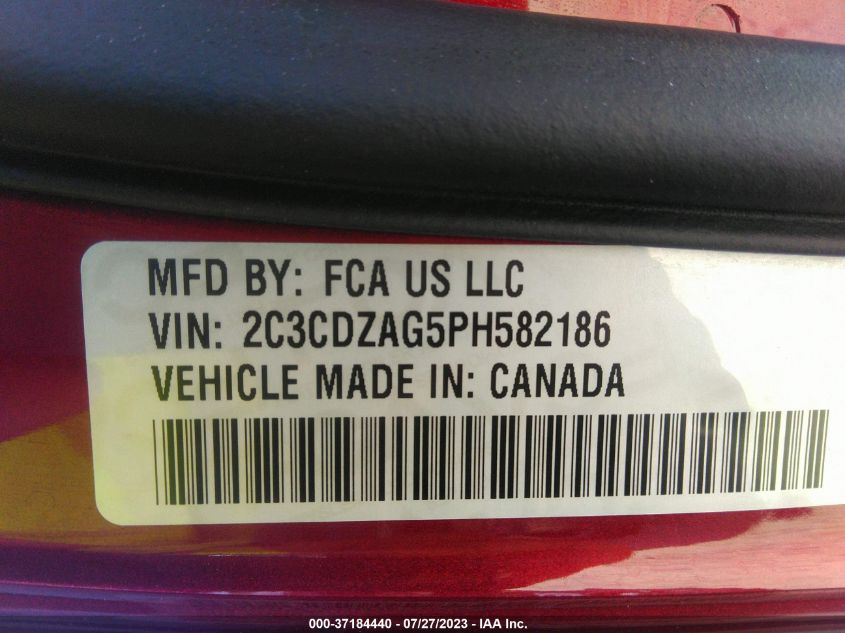 MFD BY: FCA US LLC
VIN: 2C3CDZAG5PH582186
VEHICLE MADE IN: CANADA
000-37184440 - 07/27/2023 - IAA Inc.